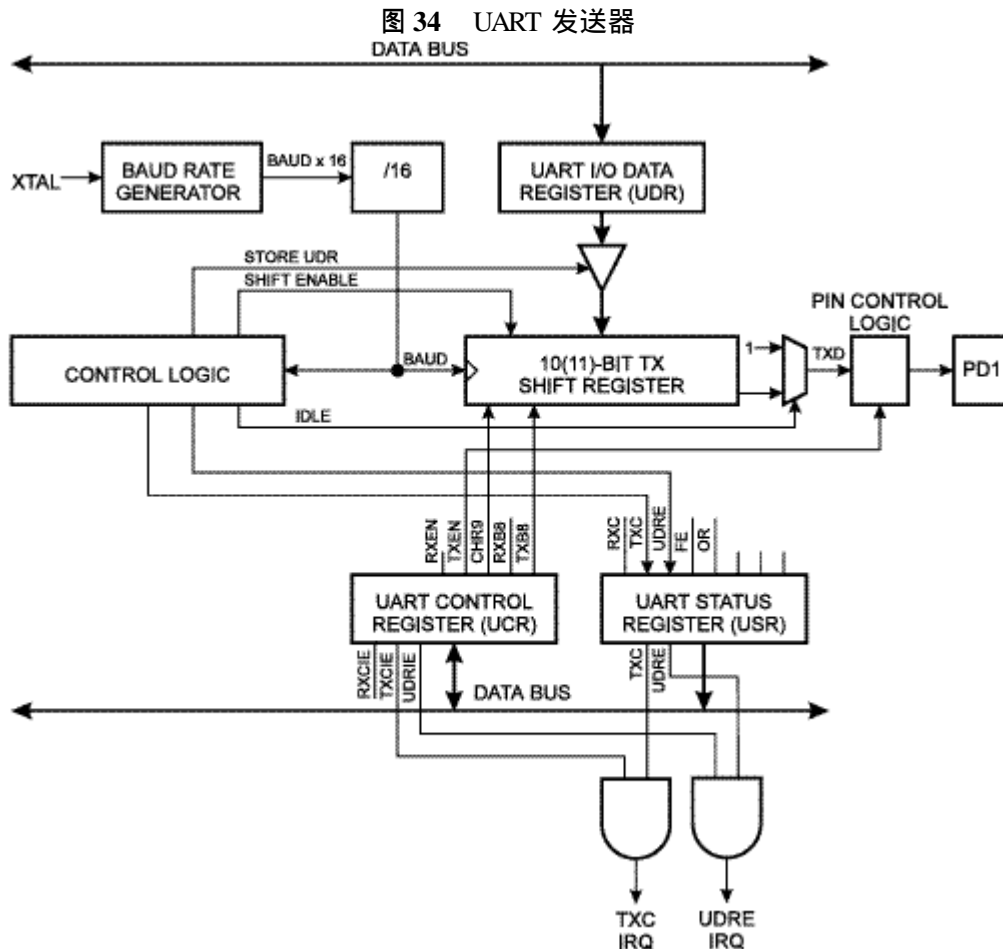 图 34 UART 发送器
DATA BUS
XTAL
BAUD RATE
GENERATOR
BAUD x 16
/16
UART I/O DATA
REGISTER (UDR)
STORE UDR
SHIFT ENABLE
PIN CONTROL
LOGIC
CONTROL LOGIC
BAUD
10(11)-BIT TX
SHIFT REGISTER
1
TXD
PD1
IDLE
RXEN
TXEN
CHR9
RXB8
TXB8
RXC
TXC
UDRE
FE
OR
UART CONTROL
REGISTER (UCR)
UART STATUS
REGISTER (USR)
RXCIE
TXCIE
UDRIE
TXC
UDRE
DATA BUS
TXC
IRQ
UDRE
IRQ